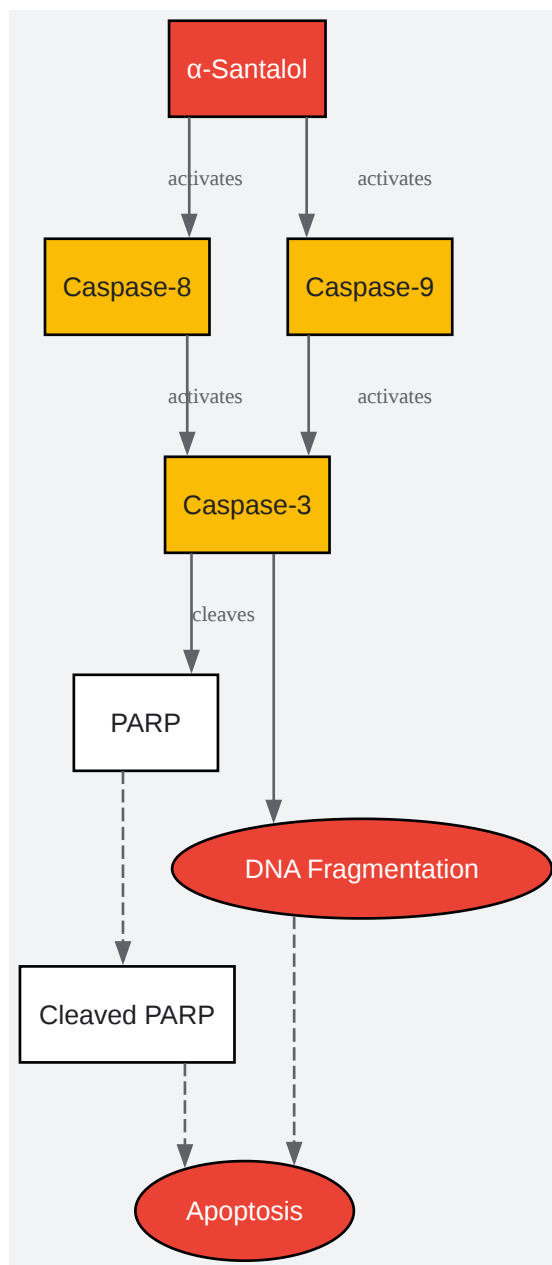 α-Santalol
activates
activates
Caspase-8
Caspase-9
activates
activates
Caspase-3
cleaves
PARP
DNA Fragmentation
Cleaved PARP
Apoptosis